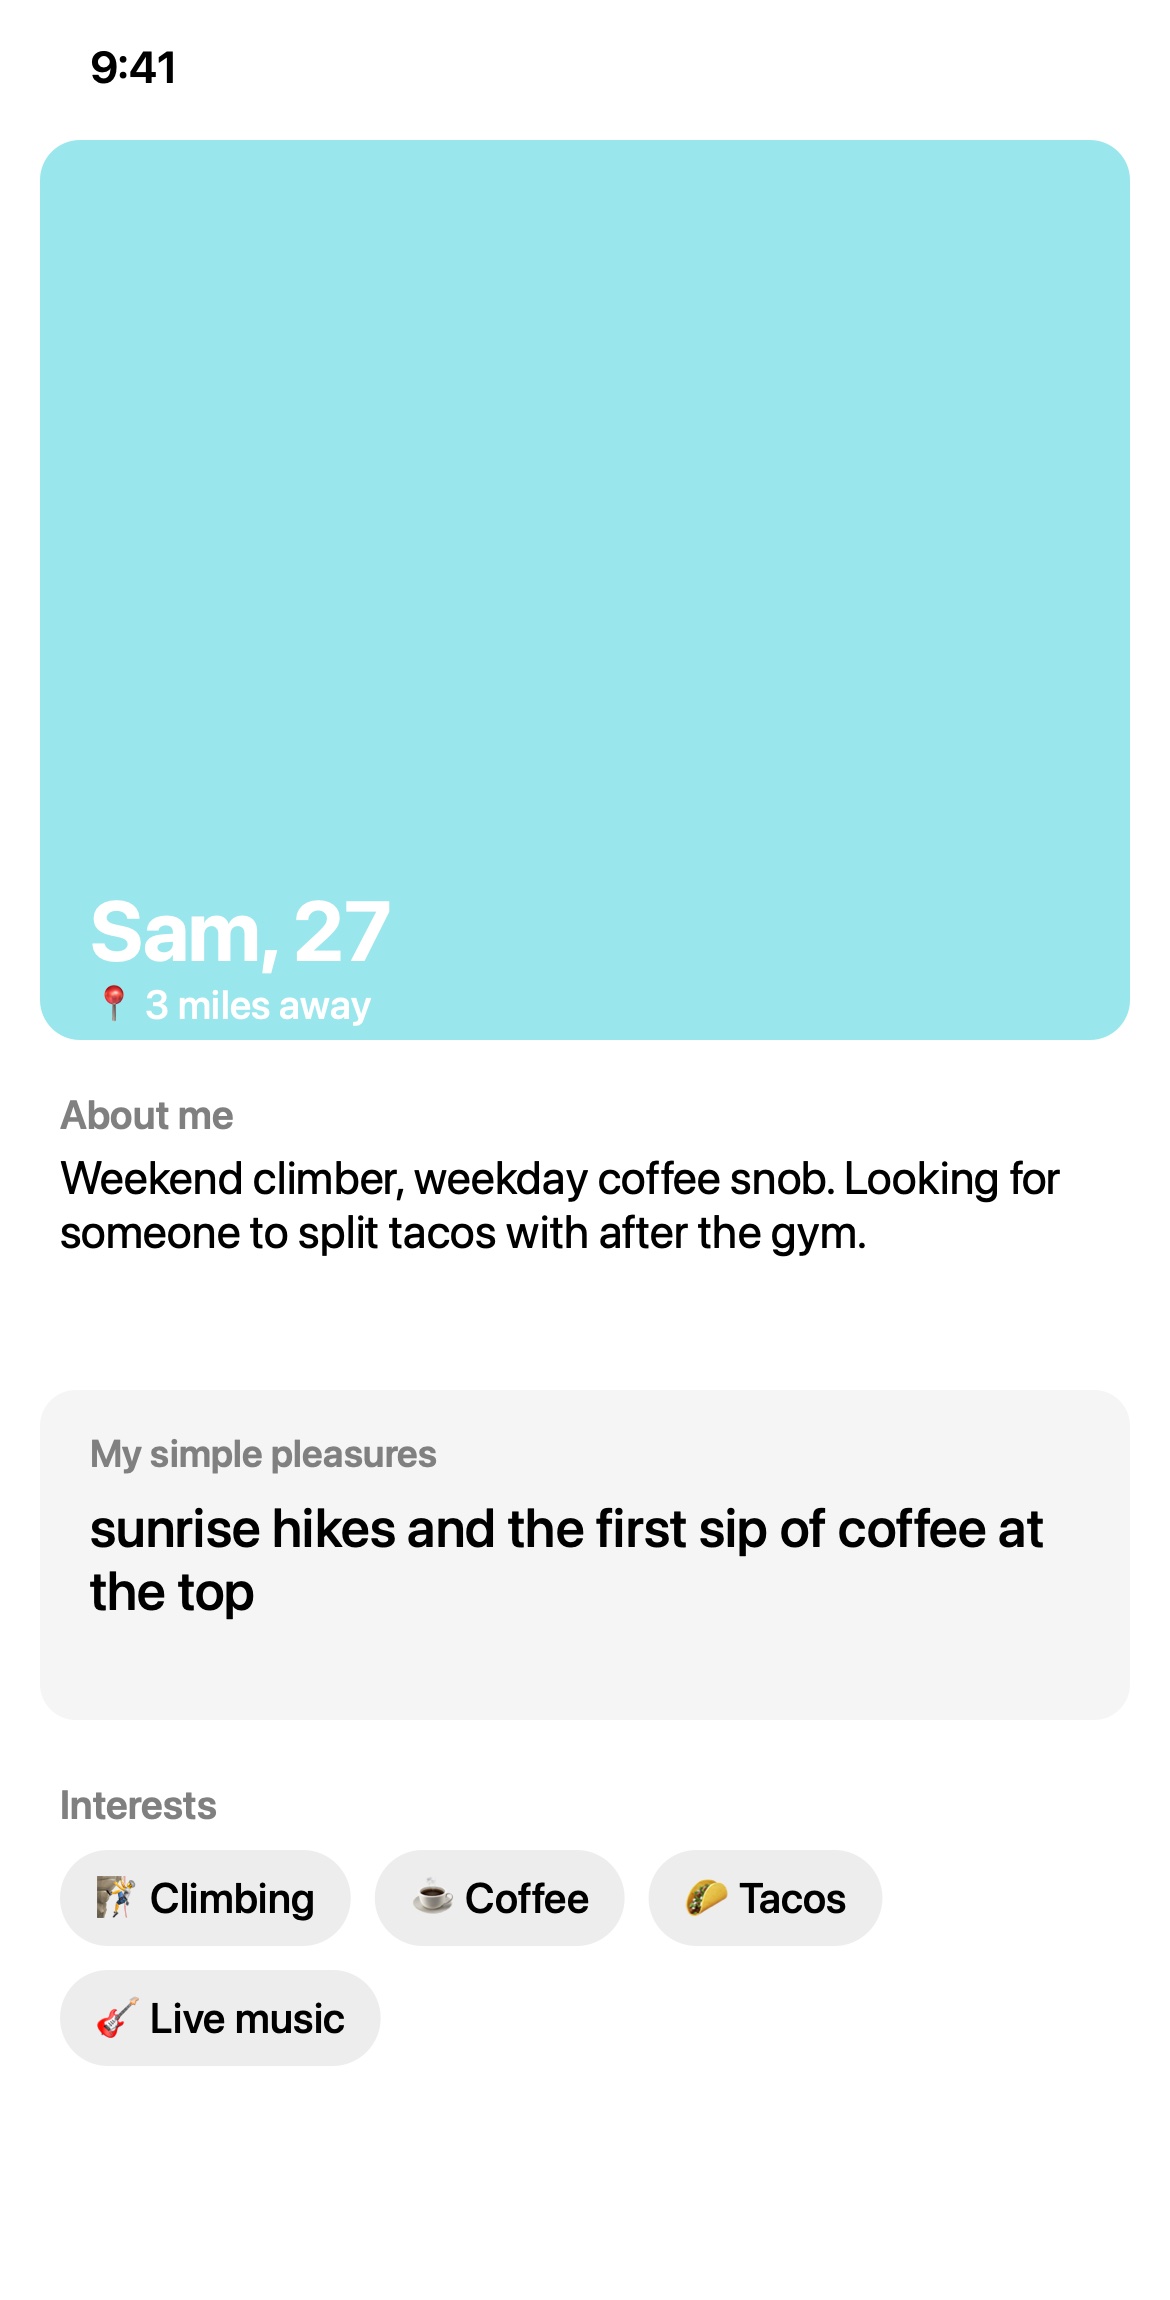 9:41
Sam, 27
📍 3 miles away
About me
Weekend climber, weekday coffee snob. Looking for
someone to split tacos with after the gym.
My simple pleasures
sunrise hikes and the first sip of coffee at
the top
Interests
🧗 Climbing ☕ Coffee 🌮 Tacos
🎸 Live music